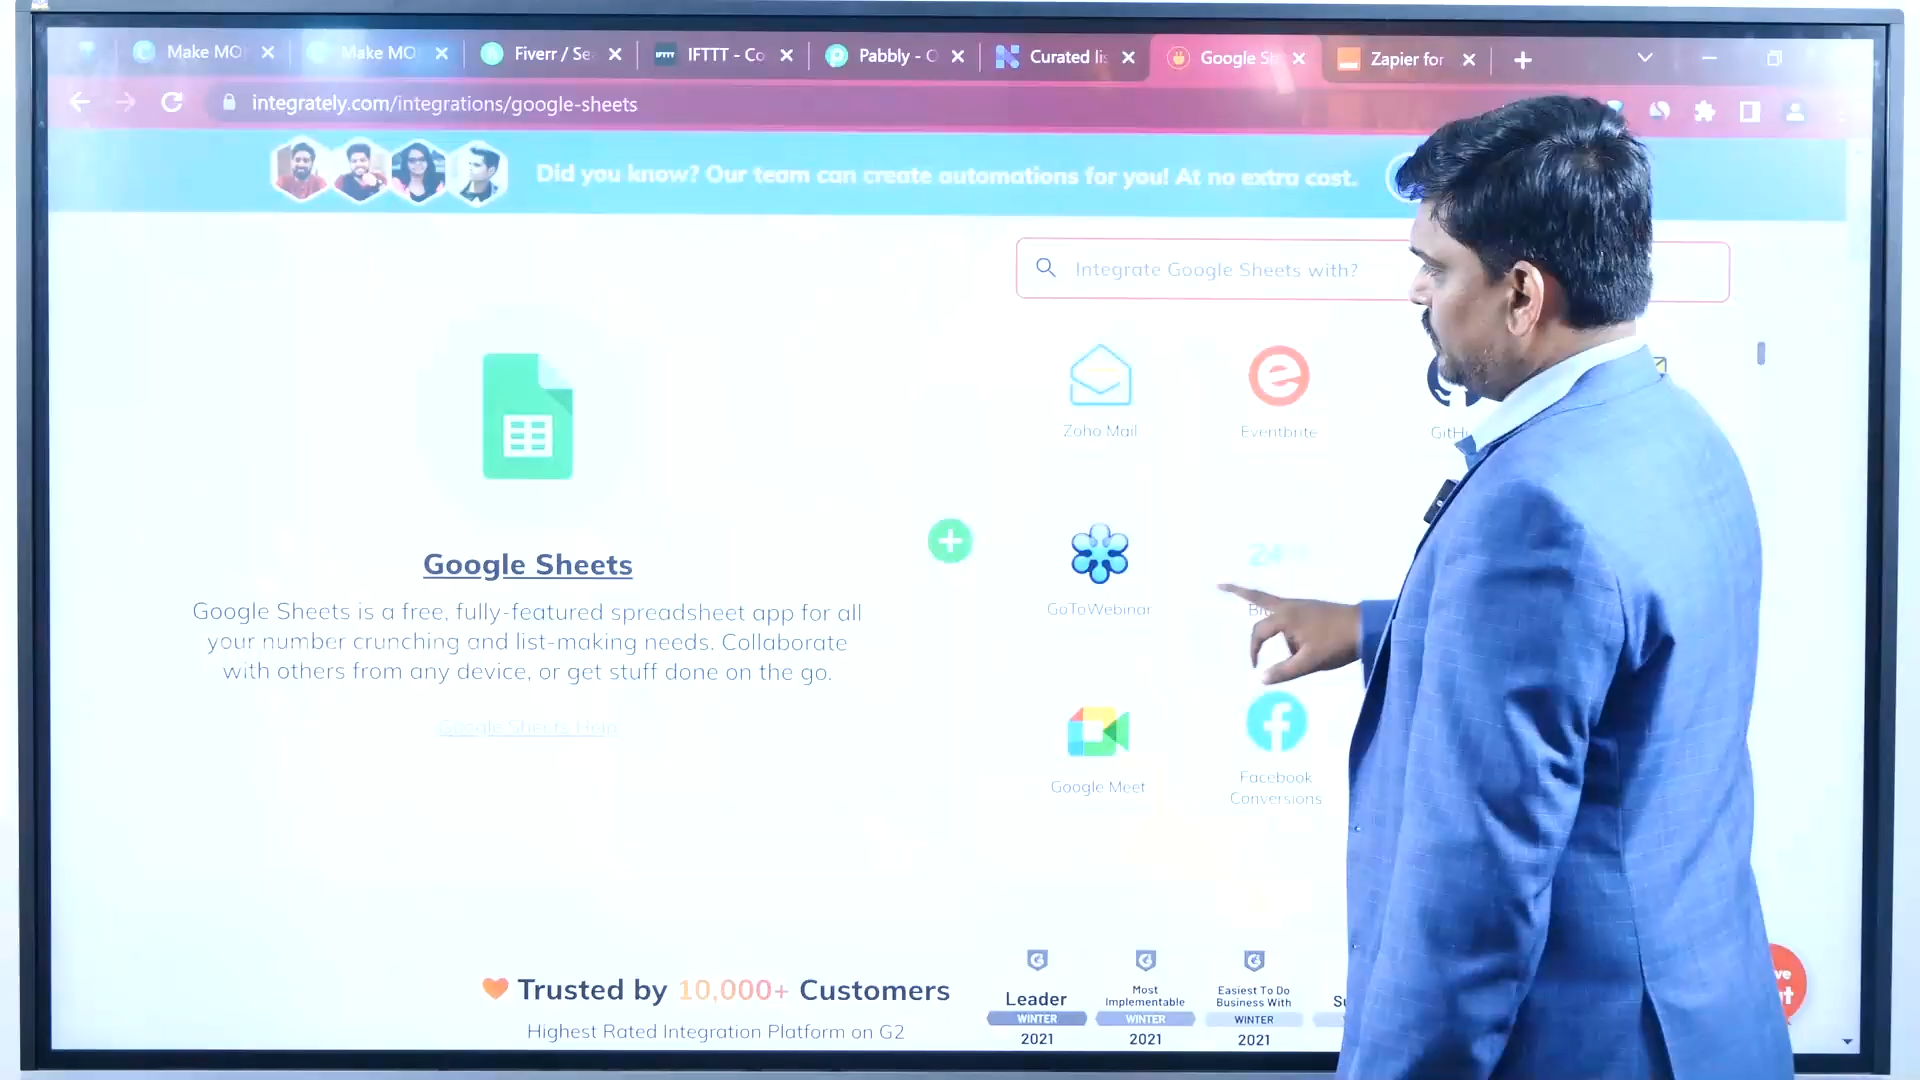 Make MO
Make MO
Fiverr / Se
IFTTT - Co
Pabbly - O
Curated lis
Google Sh
Zapier for
integrately.com/integrations/google-sheets
Did you know? Our team can create automations for you! At no extra cost.
Integrate Google Sheets with?
Zoho Mail
Eventbrite
GitHu
Google Sheets
Google Sheets is a free, fully-featured spreadsheet app for all
your number crunching and list-making needs. Collaborate
with others from any device, or get stuff done on the go.
Google Sheets Help
GoToWebinar
24
Google Meet
Facebook
Conversions
Trusted by 10,000+ Customers
Highest Rated Integration Platform on G2
Leader
WINTER
2021
Most
Implementable
WINTER
2021
Easiest To Do
Business With
WINTER
2021